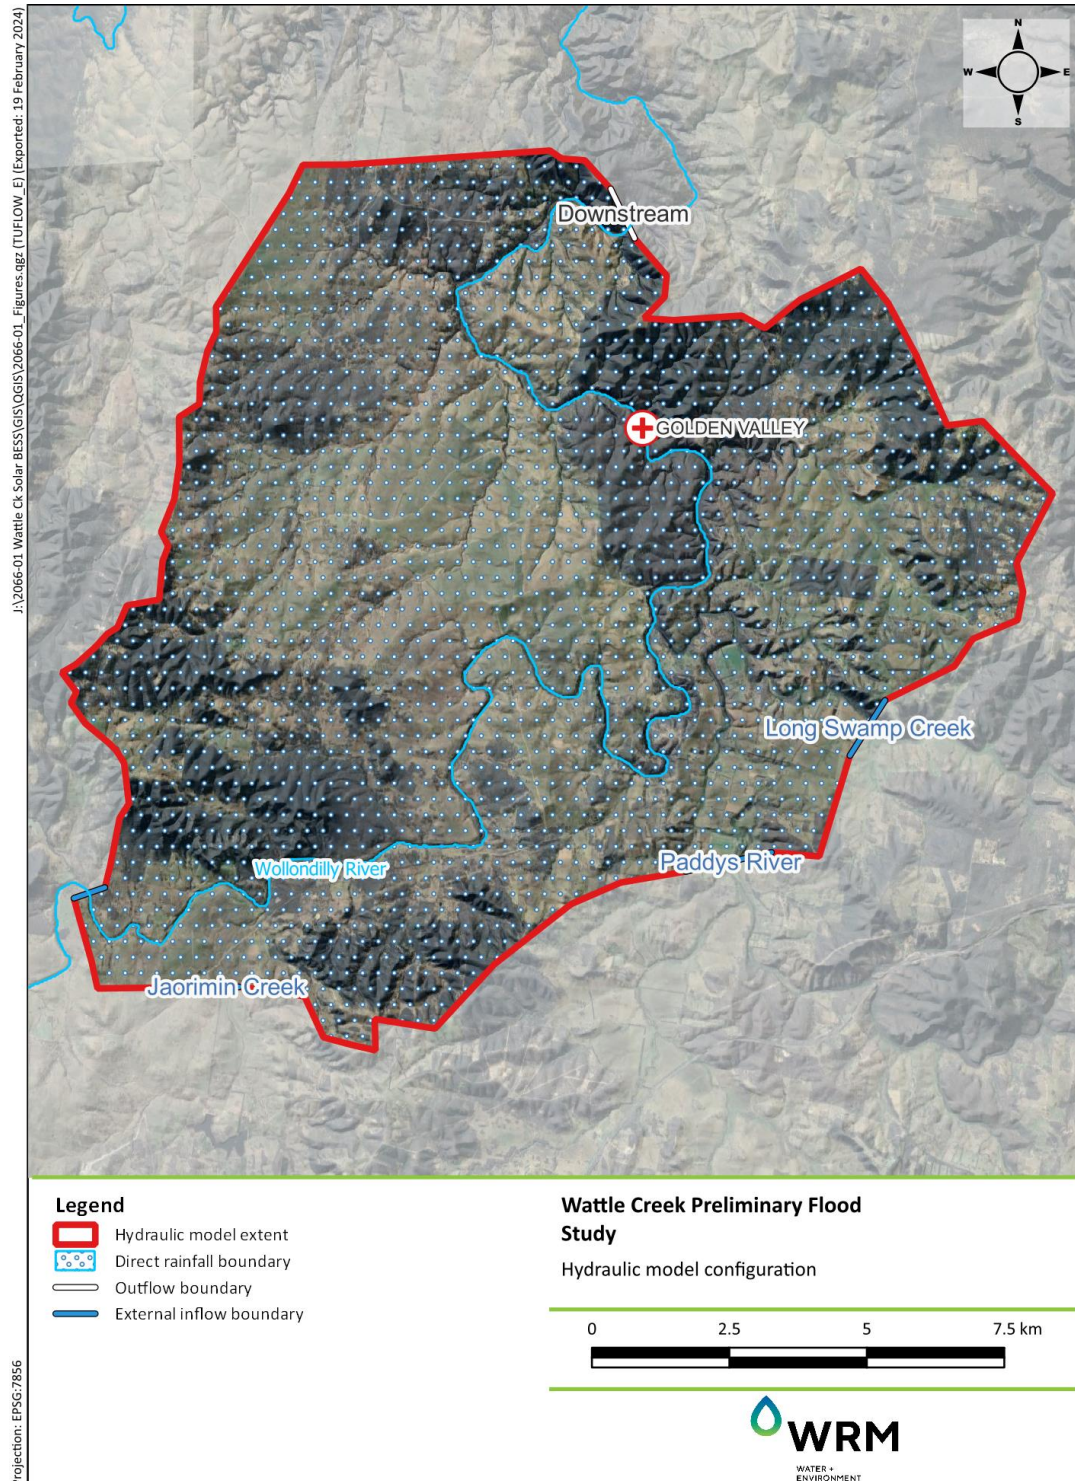 J:\2066-01 Wattle Ck Solar BESS\GIS\QGIS\2066-01_Figures.qgz (TUFLOW_E) (Exported: 19 February 2024)
N
W
E
S
Downstream
GOLDEN VALLEY
Long Swamp Creek
Paddys River
Wollondilly River
Jaorimin Creek
Legend
Hydraulic model extent
Direct rainfall boundary
Outflow boundary
External inflow boundary
Wattle Creek Preliminary Flood
Study
Hydraulic model configuration
0 2.5 5 7.5 km
WRM
WATER +
ENVIRONMENT
Projection: EPSG:7856